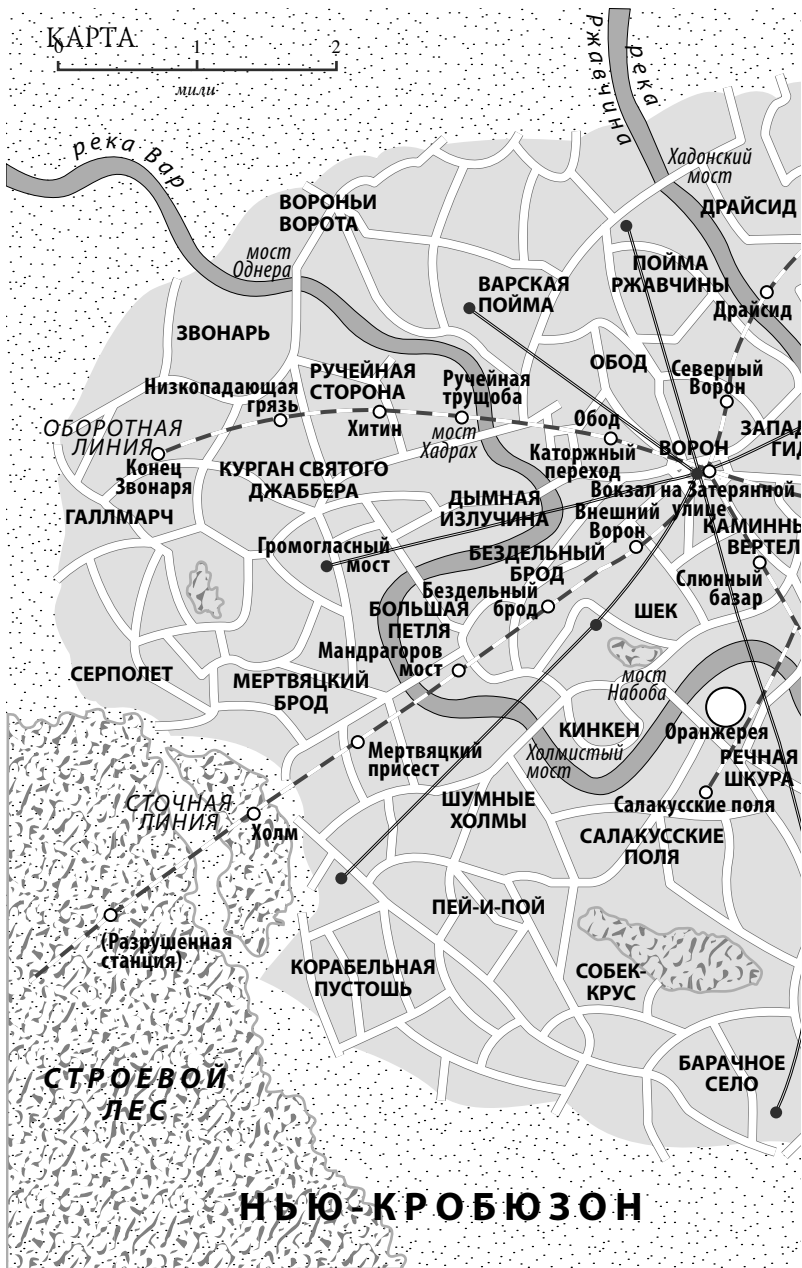 КАРТА
0 1 2
мили
река Вар
река
Ржавчина
Хадонский
мост
ДРАЙСИД
ВОРОНЬИ
ВОРОТА
мост
Однера
ПОЙМА
РЖАВЧИНЫ
ВАРСКАЯ
ПОЙМА
Драйсид
ЗВОНАРЬ
РУЧЕЙНАЯ
СТОРОНА
ОБОД
Северный
Ворон
Низкопадающая
грязь
Ручейная
трущоба
Хитин
мост
Хадрах
Обод
ОБОРОТНАЯ
ЛИНИЯ
Конец
Звонаря
КУРГАН СВЯТОГО
ДЖАББЕРА
Каторжный
переход
ВОРОН
ЗАПАД
ГИД
ГАЛЛМАРЧ
ДЫМНАЯ
ИЗЛУЧИНА
Вокзал на Затерянной
улице
Внешний
Ворон
КАМИННЫ
ВЕРТЕЛ
Громогласный
мост
БЕЗДЕЛЬНЫЙ
БРОД
Слюнный
базар
Бездельный
брод
БОЛЬШАЯ
ПЕТЛЯ
ШЕК
Мандрагоров
мост
СЕРПОЛЕТ
МЕРТВЯЦКИЙ
БРОД
мост
Набоба
КИНКЕН
Оранжерея
Мертвяцкий
присест
Холмистый
мост
РЕЧНАЯ
ШКУРА
СТОЧНАЯ
ЛИНИЯ
Холм
ШУМНЫЕ
ХОЛМЫ
Салакусские поля
САЛАКУССКИЕ
ПОЛЯ
ПЕЙ-И-ПОЙ
(Разрушенная
станция)
КОРАБЕЛЬНАЯ
ПУСТОШЬ
СОБЕК-
КРУС
СТРОЕВОЙ
ЛЕС
БАРАЧНОЕ
СЕЛО
НЬЮ-КРОБЮЗОН